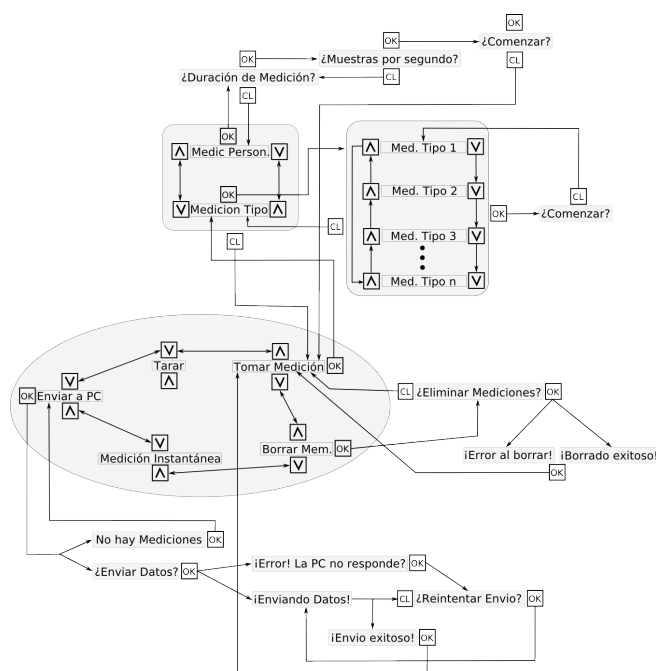 OK
OK ¿Comenzar?
OK ¿Muestras por segundo?
CL
¿Duración de Medición? CL
CL
OK
Medic Person.
OK
Medicion Tipo
CL
CL
Med. Tipo 1
Med. Tipo 2
Med. Tipo 3
Med. Tipo n
CL
OK ¿Comenzar?
Tarar
Tomar Medición OK
OK Enviar a PC
Medición Instantánea
Borrar Mem. OK
CL ¿Eliminar Mediciones? OK
¡Error al borrar! ¡Borrado exitoso!
OK
No hay Mediciones OK
¿Enviar Datos? OK
¡Error! La PC no responde? OK
¡Enviando Datos! CL ¿Reintentar Envio? OK
¡Envio exitoso! OK